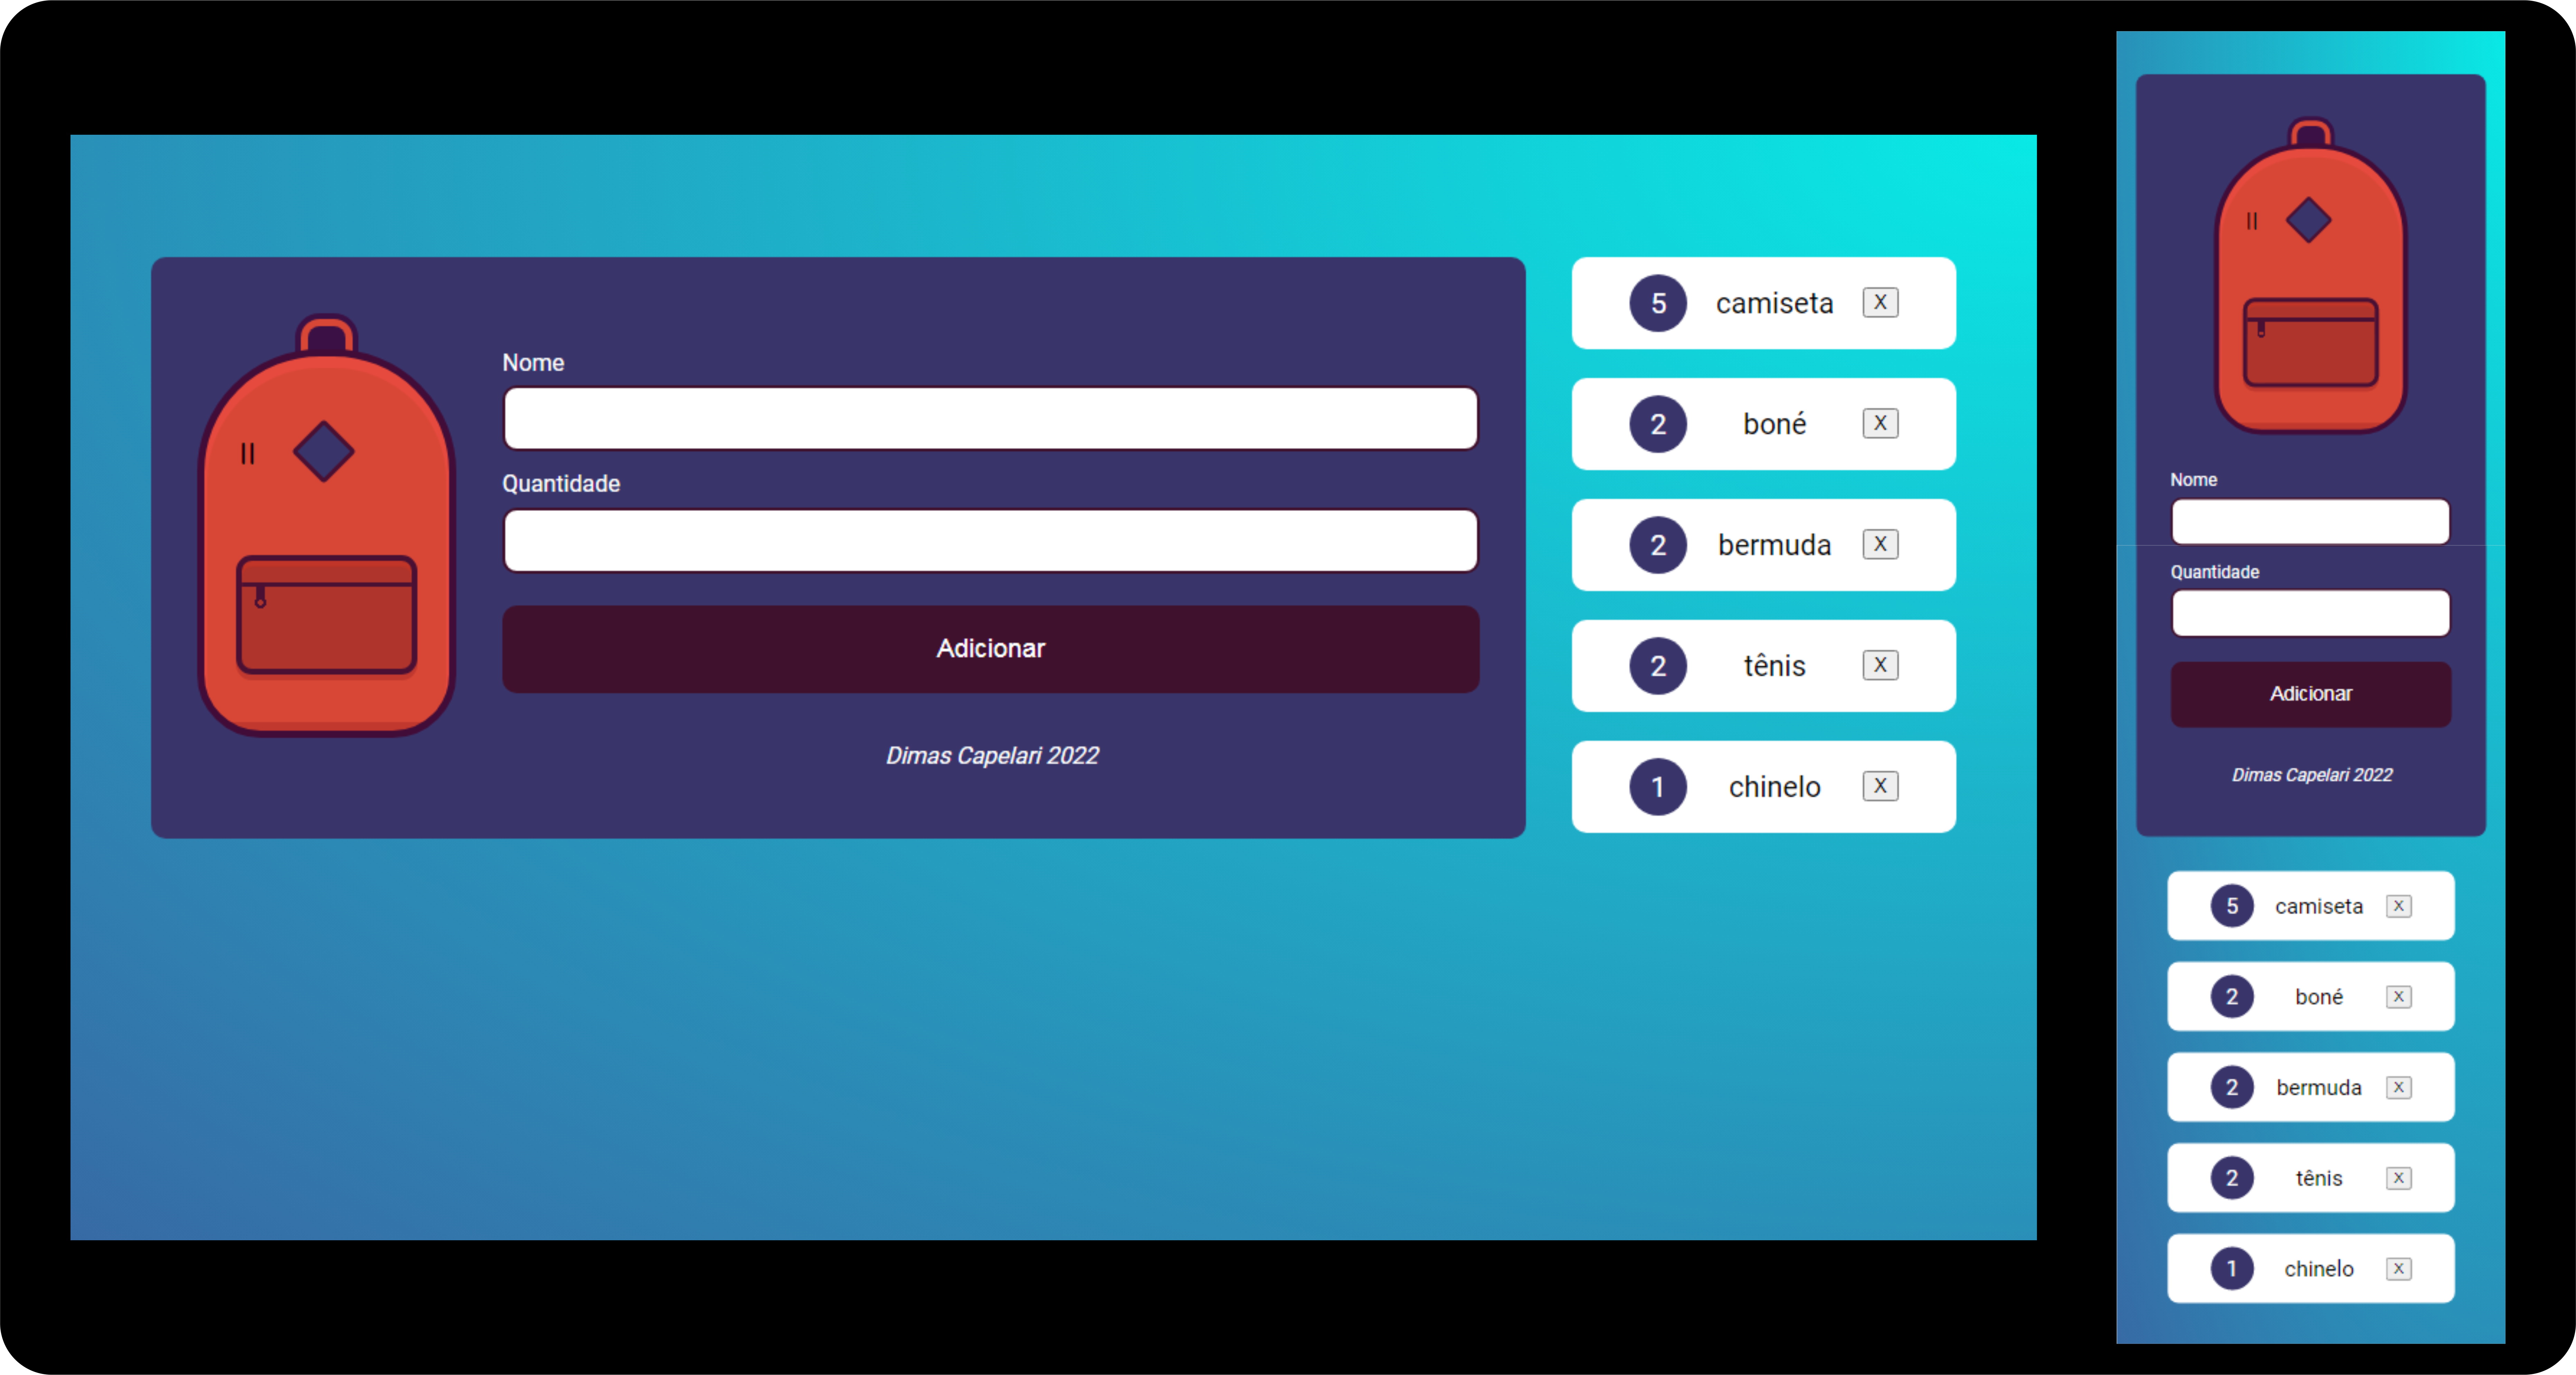 Nome
Quantidade
Adicionar
Dimas Capelari 2022
5 camiseta X
2 boné X
2 bermuda X
2 tênis X
1 chinelo X
Nome
Quantidade
Adicionar
Dimas Capelari 2022
5 camiseta X
2 boné X
2 bermuda X
2 tênis X
1 chinelo X